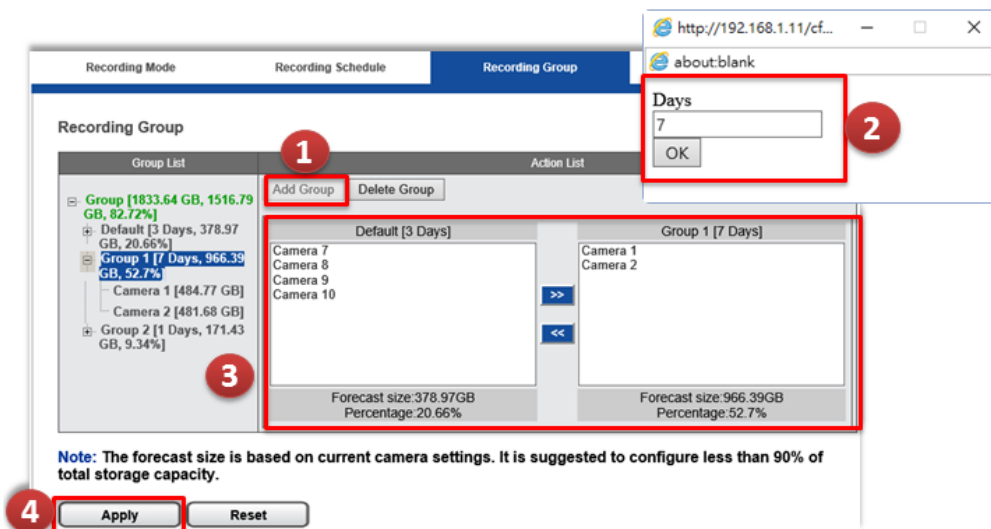 http://192.168.1.11/cf...
about:blank
Days
7
OK
2
Recording Mode
Recording Schedule
Recording Group
Recording Group
1
Group List
Action List
Add Group
Delete Group
Group [1833.64 GB, 1516.79
GB, 82.72%]
Default [3 Days, 378.97
GB, 20.66%]
Group 1 [7 Days, 966.39
GB, 52.7%]
Camera 1 [484.77 GB]
Camera 2 [481.68 GB]
Group 2 [1 Days, 171.43
GB, 9.34%]
3
Default [3 Days]
Camera 7
Camera 8
Camera 9
Camera 10
Forecast size:378.97GB
Percentage:20.66%
>>
<<
Group 1 [7 Days]
Camera 1
Camera 2
Forecast size:966.39GB
Percentage:52.7%
Note: The forecast size is based on current camera settings. It is suggested to configure less than 90% of
total storage capacity.
4
Apply
Reset